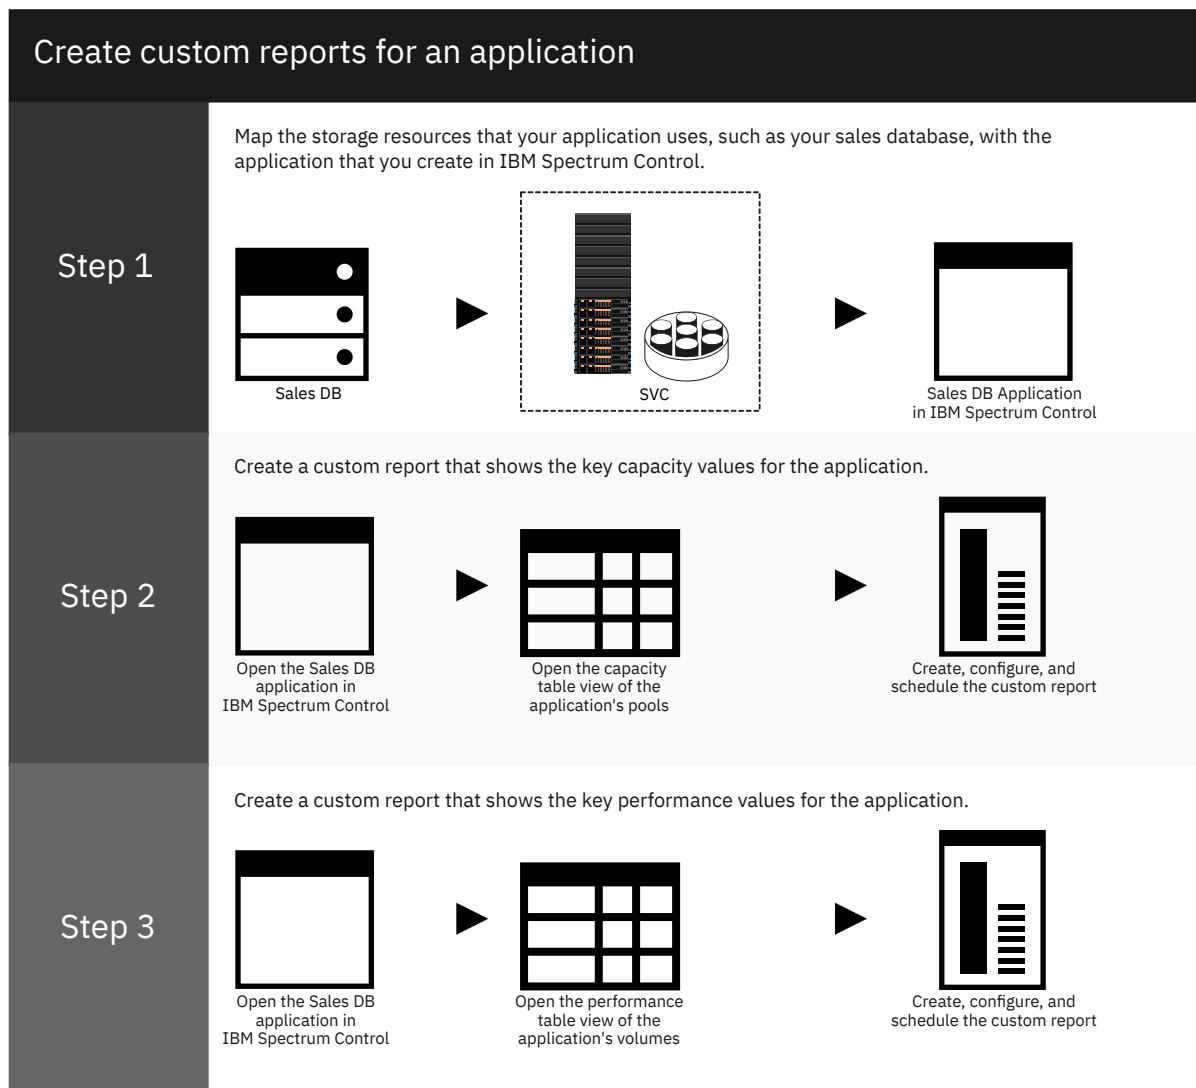 Create custom reports for an application
Step 1
Map the storage resources that your application uses, such as your sales database, with the
application that you create in IBM Spectrum Control.
Sales DB
SVC
Sales DB Application
in IBM Spectrum Control
Step 2
Create a custom report that shows the key capacity values for the application.
Open the Sales DB
application in
IBM Spectrum Control
Open the capacity
table view of the
application's pools
Create, configure, and
schedule the custom report
Step 3
Create a custom report that shows the key performance values for the application.
Open the Sales DB
application in
IBM Spectrum Control
Open the performance
table view of the
application's volumes
Create, configure, and
schedule the custom report